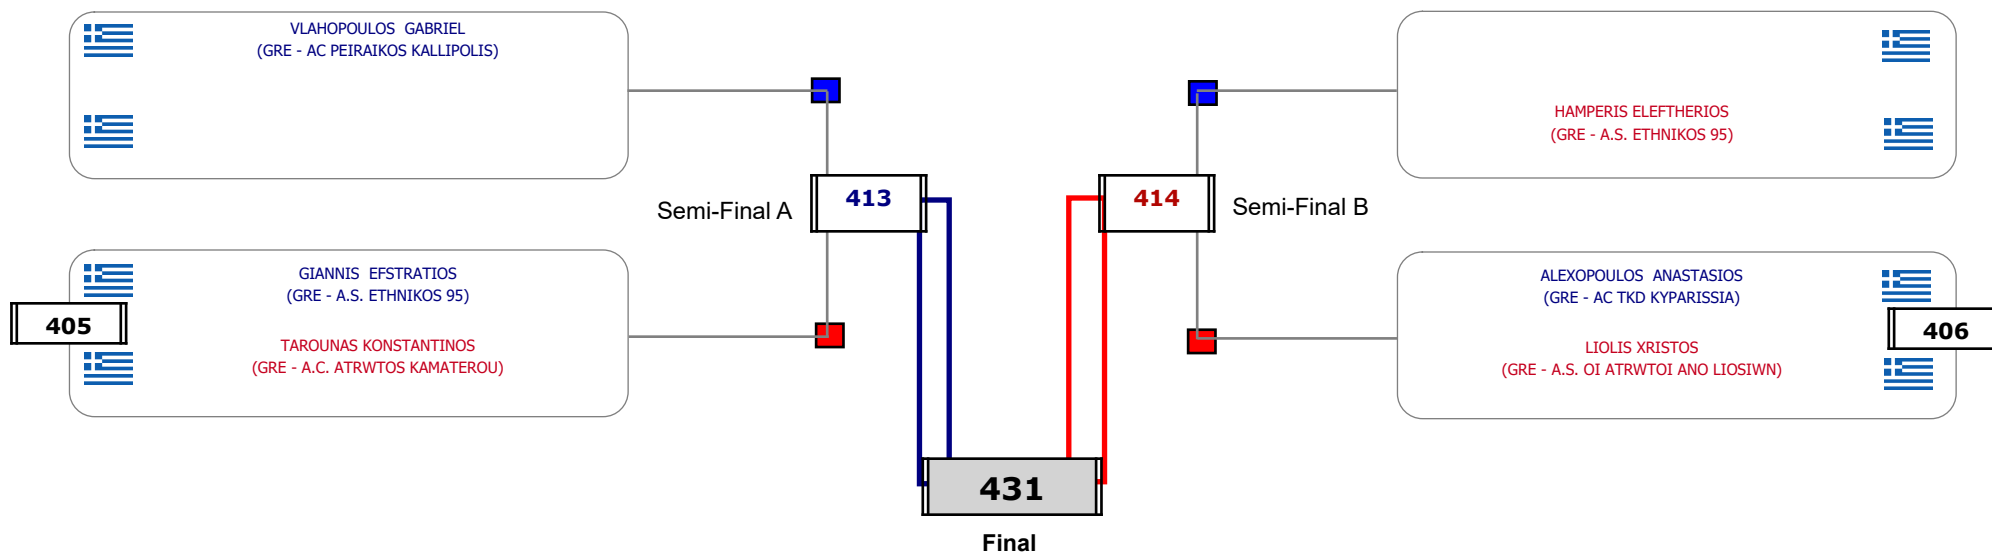 VLAHOPOULOS GABRIEL
(GRE - AC PEIRAIKOS KALLIPOLIS)
HAMPERIS ELEFTHERIOS
(GRE - A.S. ETHNIKOS 95)
Semi-Final A
413
414
Semi-Final B
405
GIANNIS EFSTRATIOS
(GRE - A.S. ETHNIKOS 95)
TAROUNAS KONSTANTINOS
(GRE - A.C. ATRWTOS KAMATEROU)
ALEXOPOULOS ANASTASIOS
(GRE - AC TKD KYPARISSIA)
LIOLIS XRISTOS
(GRE - A.S. OI ATRWTOI ANO LIOSIWN)
406
431
Final